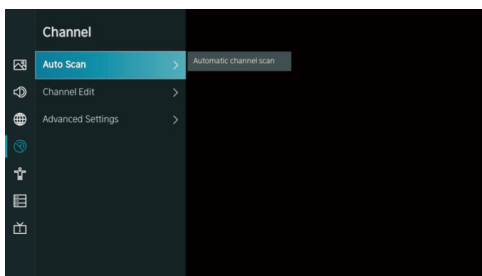 Channel
Auto Scan
Automatic channel scan
Channel Edit
Advanced Settings